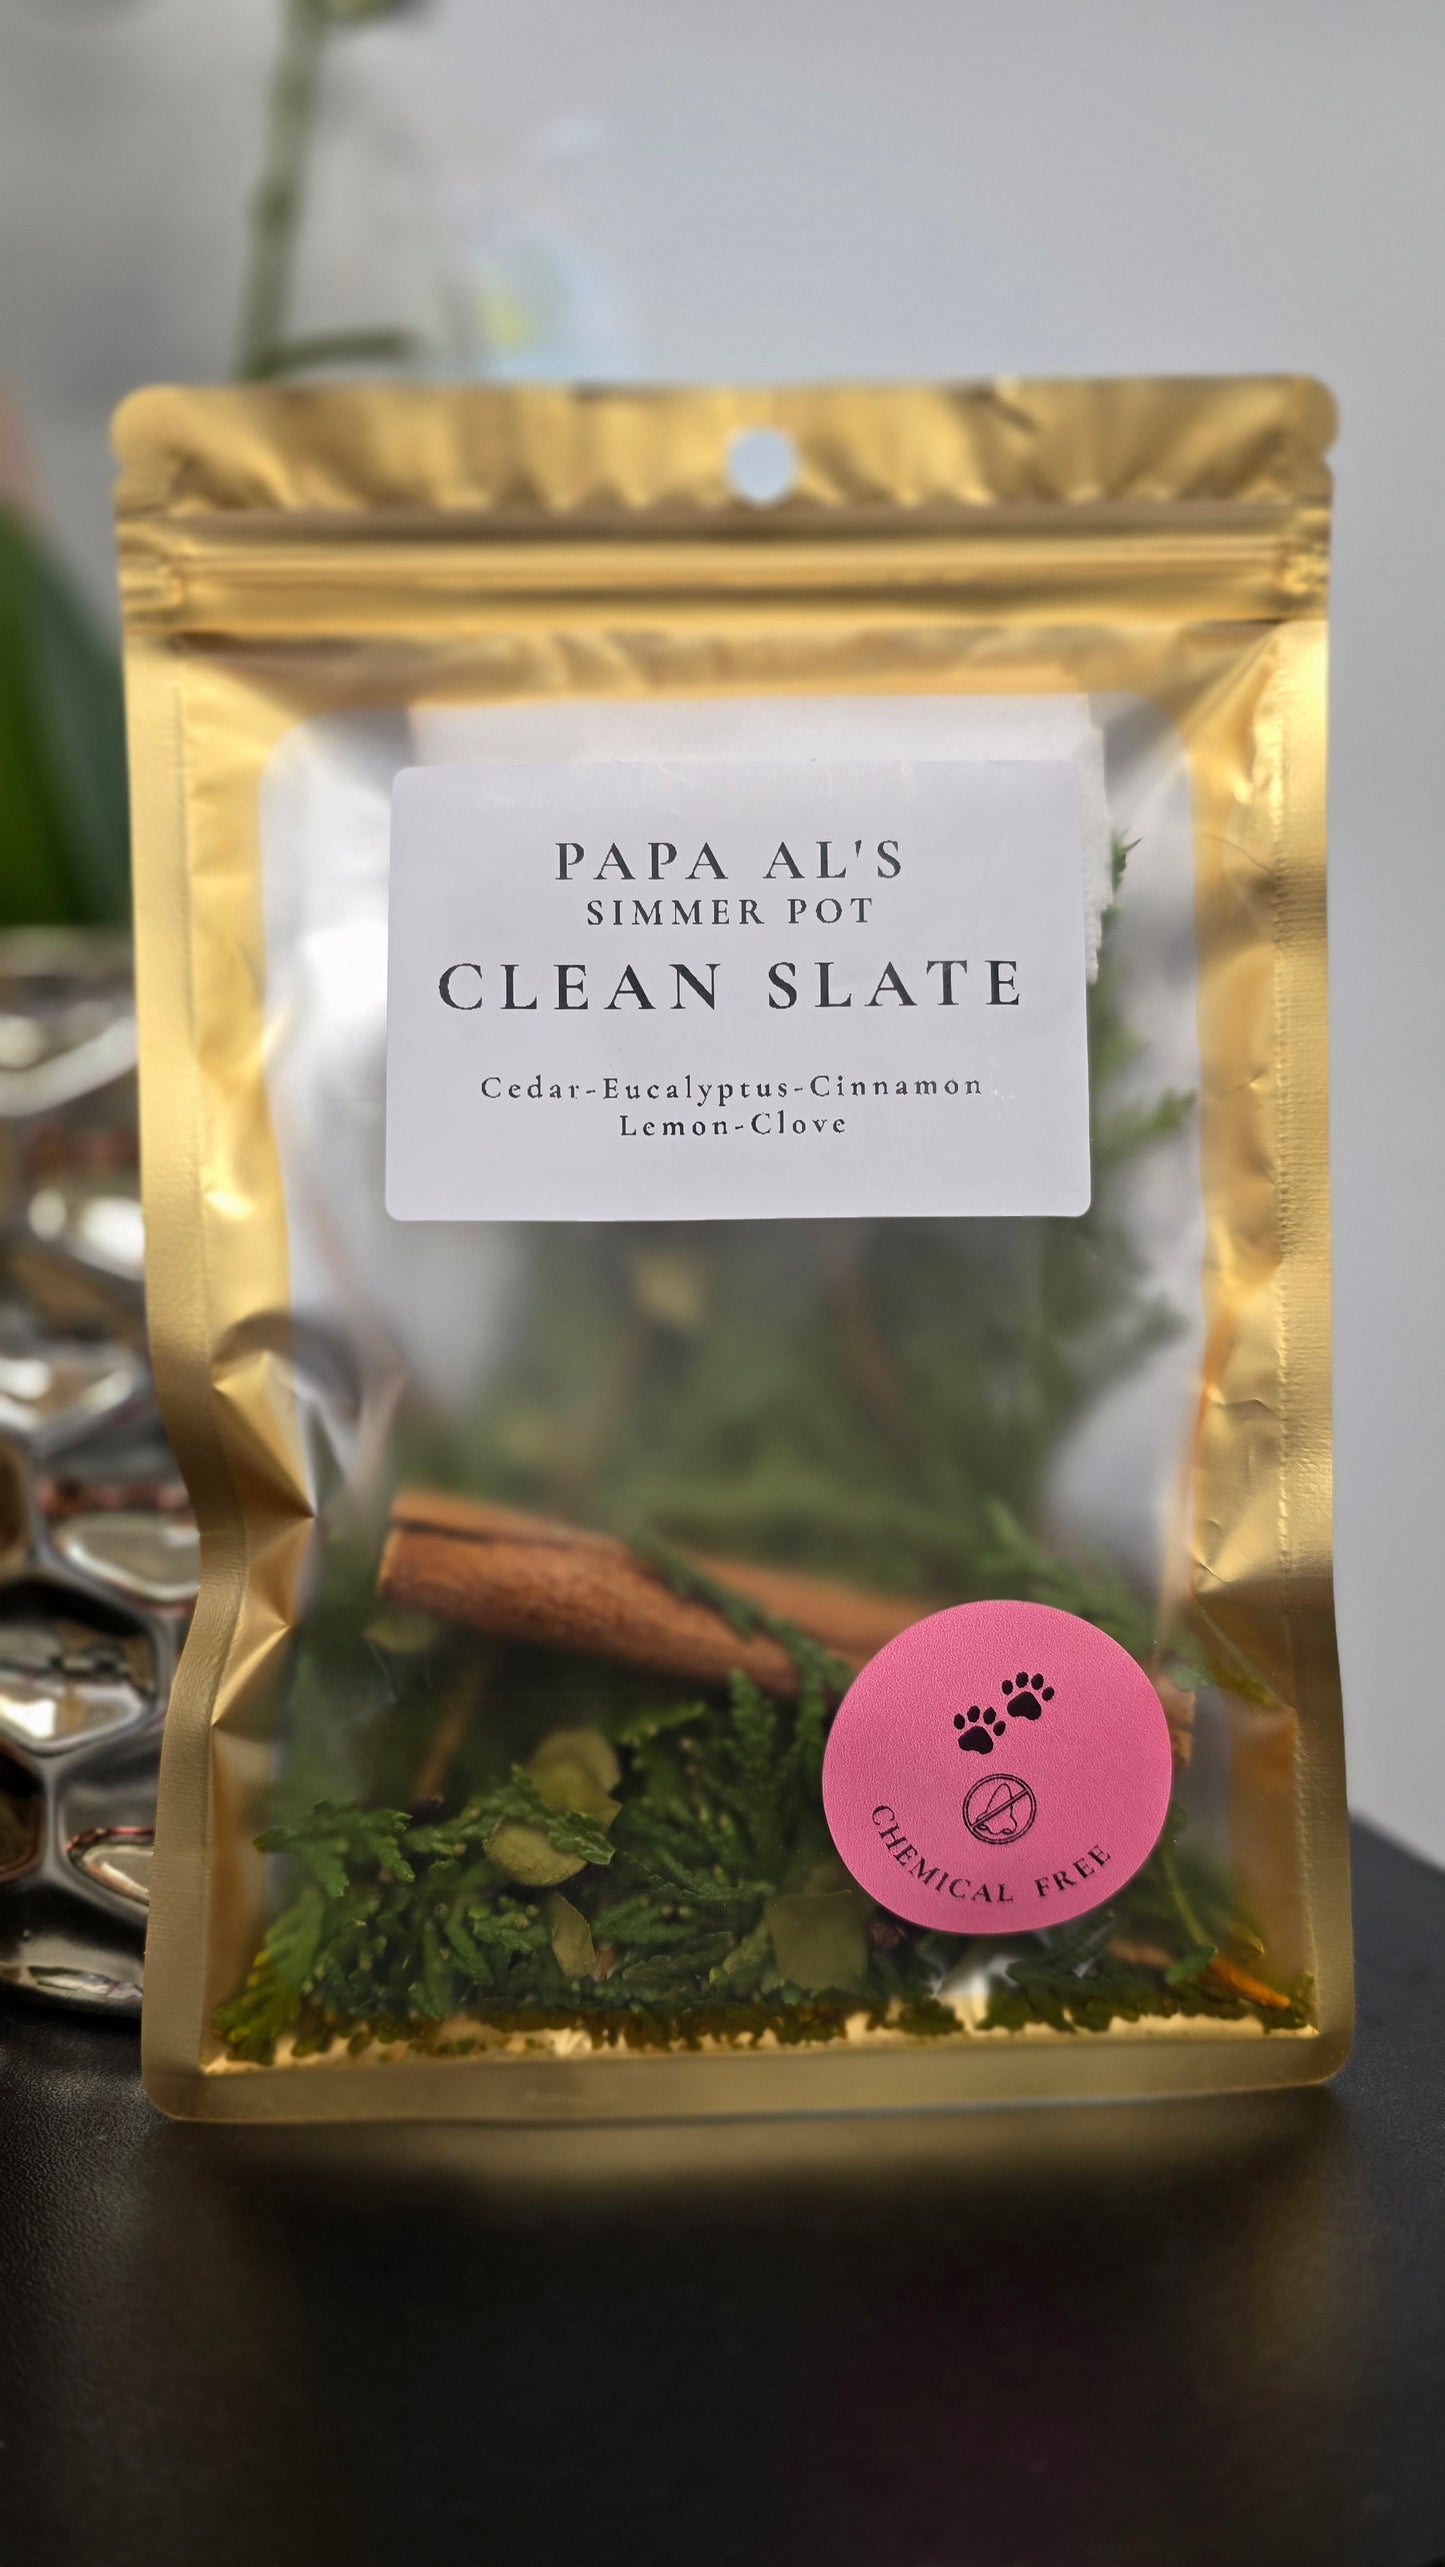 PAPA AL'S
SIMMER POT
CLEAN SLATE
Cedar-Eucalyptus-Cinnamon
Lemon-Clove
CHEMICAL FREE